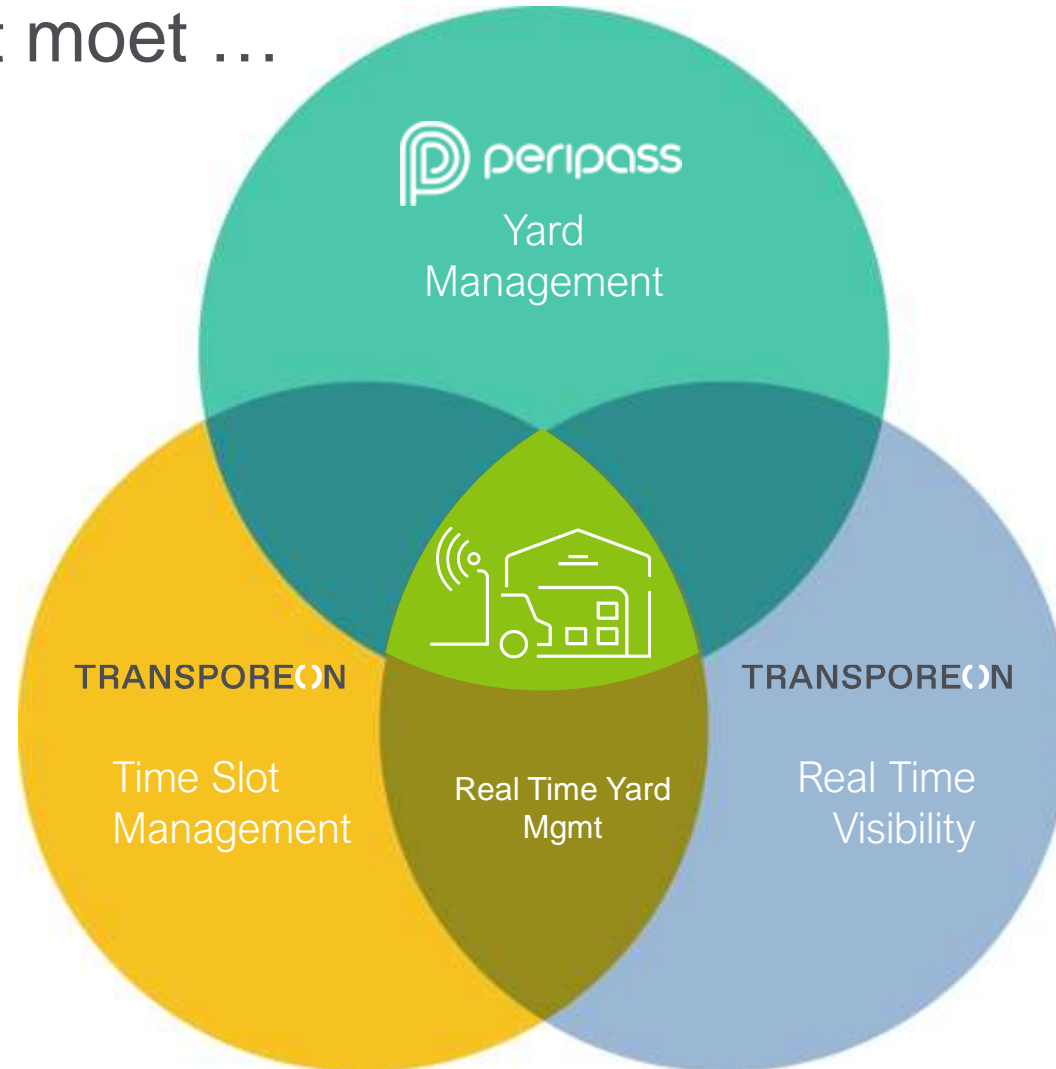 t moet …
peripass
Yard
Management
TRANSPOREON
TRANSPOREON
Time Slot
Management
Real Time Yard
Mgmt
Real Time
Visibility